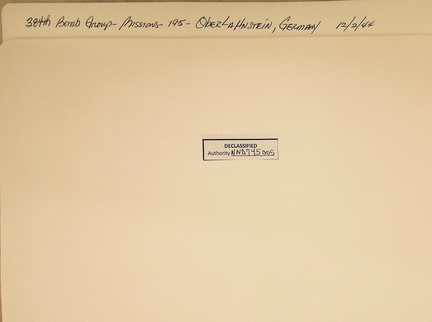 384th Bomb Group - Missions - 195 - Oberlahnstein, Germany 12/2/44
DECLASSIFIED
Authority NND745005